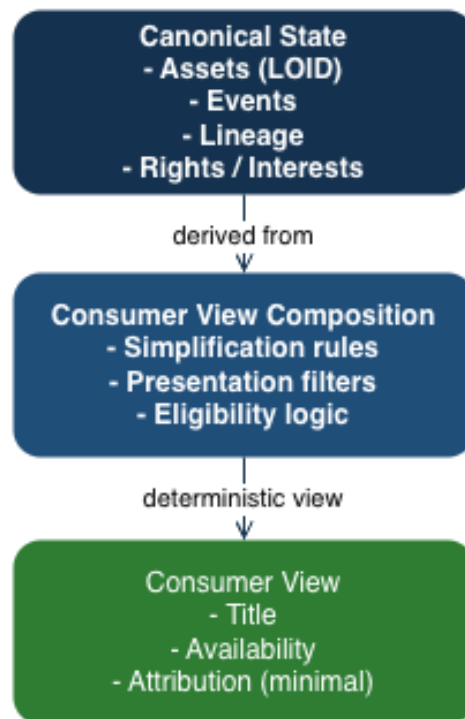 Canonical State
- Assets (LOID)
- Events
- Lineage
- Rights / Interests
derived from
Consumer View Composition
- Simplification rules
- Presentation filters
- Eligibility logic
deterministic view
Consumer View
- Title
- Availability
- Attribution (minimal)